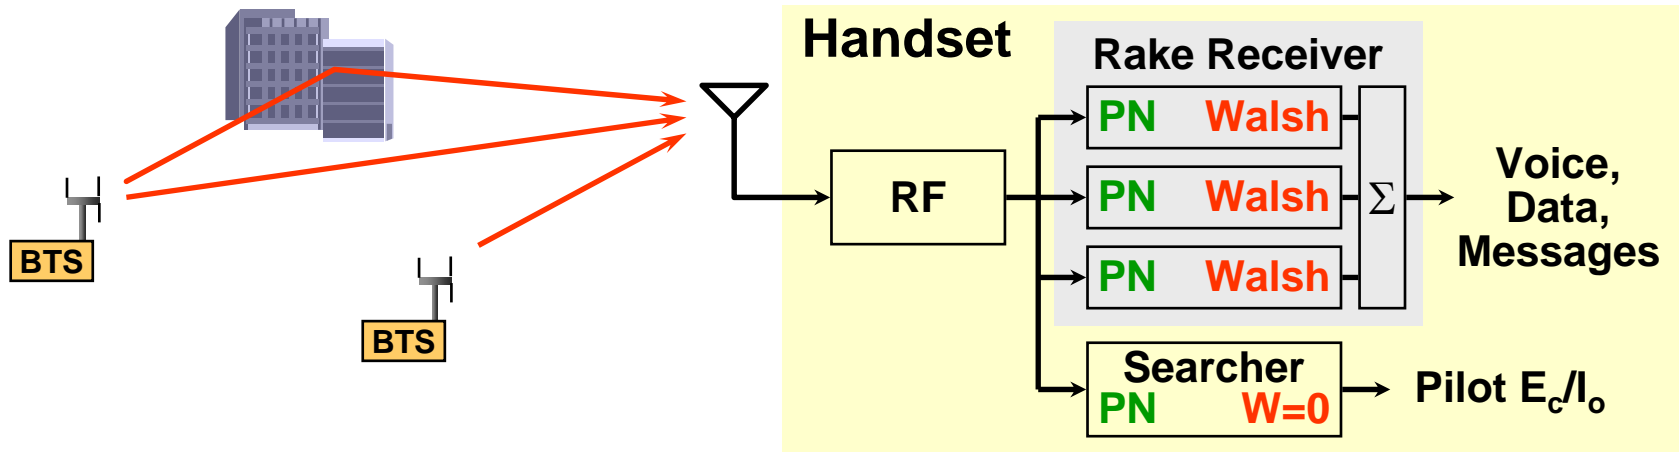 Handset
Rake Receiver
PN Walsh
PN Walsh
PN Walsh
Σ
RF
Voice,
Data,
Messages
BTS
BTS
Searcher
PN W=0
Pilot Ec/Io